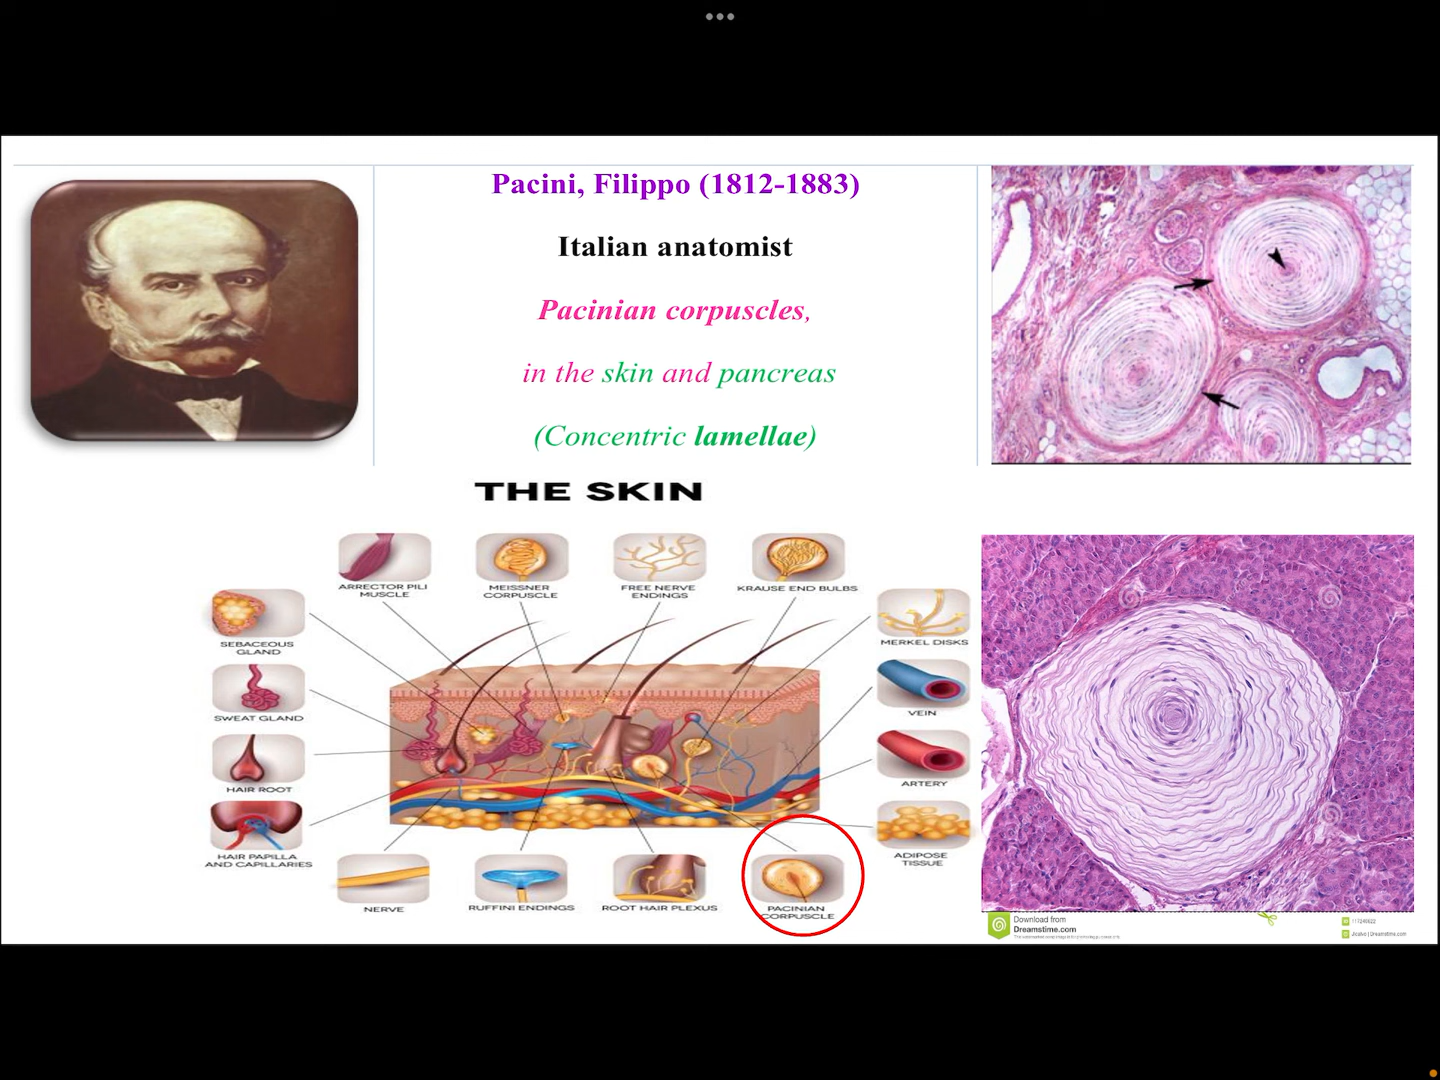 Pacini, Filippo (1812-1883)
Italian anatomist
Pacinian corpuscles,
in the skin and pancreas
(Concentric lamellae)
THE SKIN
ARRECTOR PILI
MUSCLE
MEISSNER
CORPUSCLE
FREE NERVE
ENDINGS
KRAUSE END BULBS
SEBACEOUS
GLAND
MERKEL DISKS
SWEAT GLAND
VEIN
HAIR ROOT
ARTERY
HAIR PAPILLA
AND CAPILLARIES
ADIPOSE
TISSUE
NERVE
RUFFINI ENDINGS
ROOT HAIR PLEXUS
PACINIAN
CORPUSCLE
Download from
Dreamstime.com